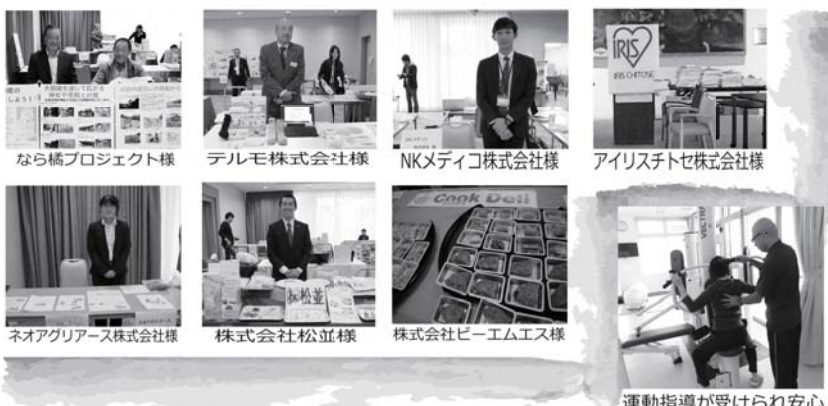 なら橘プロジェクト様
テルモ株式会社様
NKメディコ株式会社様
IRIS
IRIS CHITOSE
アイリスチトセ株式会社様
ネオアグリアース株式会社様
㈱松並
株式会社松並様
Cook Deli
株式会社ビーエムエス様
運動指導が受けられ安心